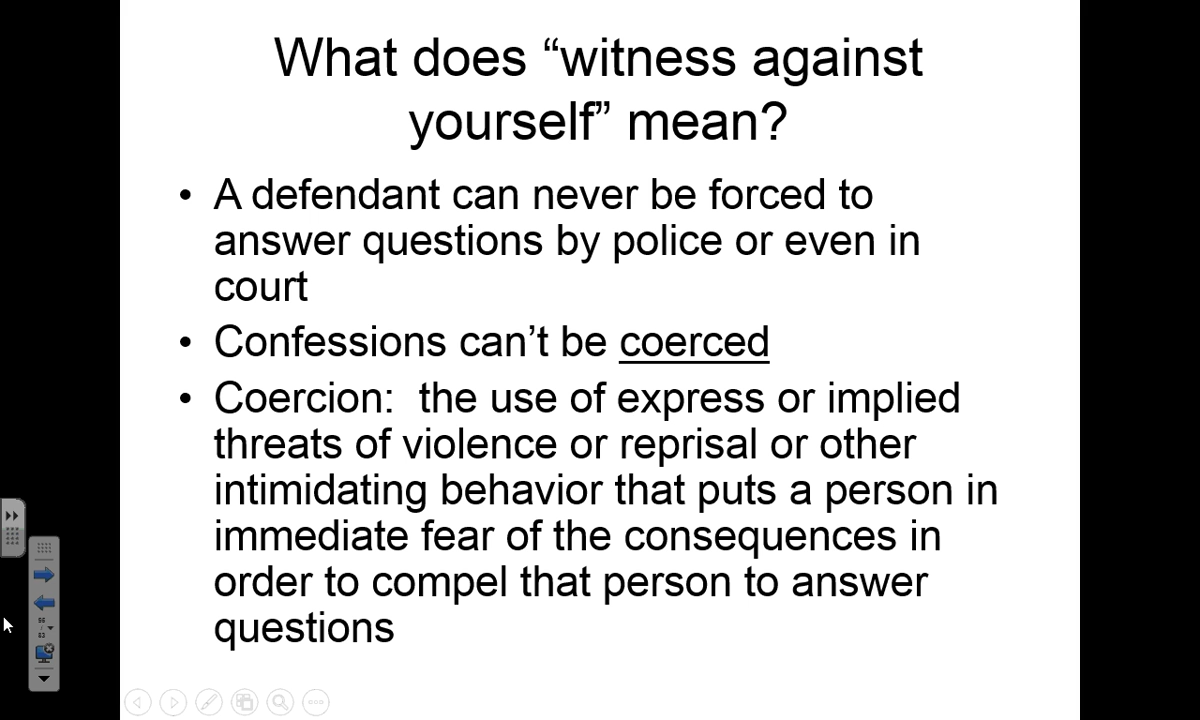 What does “witness against
yourself” mean?
• A defendant can never be forced to
answer questions by police or even in
court
• Confessions can’t be coerced
• Coercion:  the use of express or implied
threats of violence or reprisal or other
intimidating behavior that puts a person in
immediate fear of the consequences in
order to compel that person to answer
questions